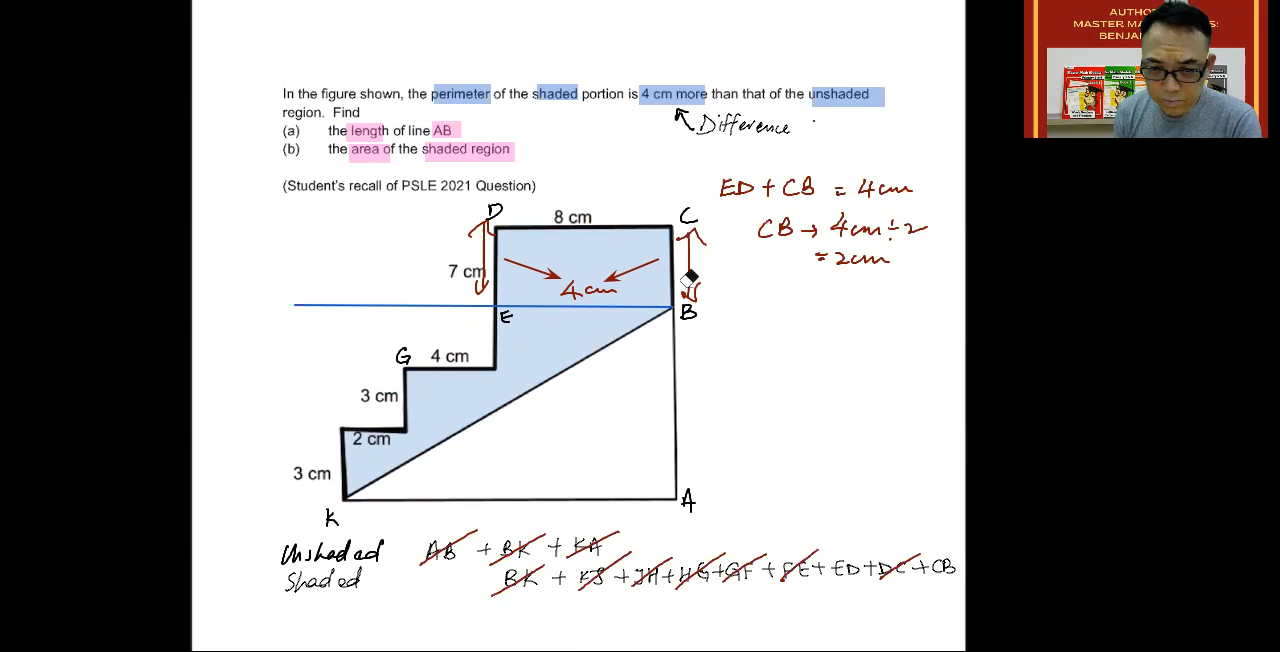 AUTHO
MASTER MA S:
BENJA
In the figure shown, the perimeter of the shaded portion is 4 cm more than that of the unshaded
region. Find
(a) the length of line AB
(b) the area of the shaded region
Difference
(Student's recall of PSLE 2021 Question)
ED + CB = 4cm
CB → 4cm ÷ 2
= 2cm
D
8 cm
C
7 cm
4cm
E
B
G
4 cm
3 cm
2 cm
3 cm
K
A
Unshaded AB + BK + KA
Shaded BK + KJ + JH + HG + GF + FE + ED + DC + CB